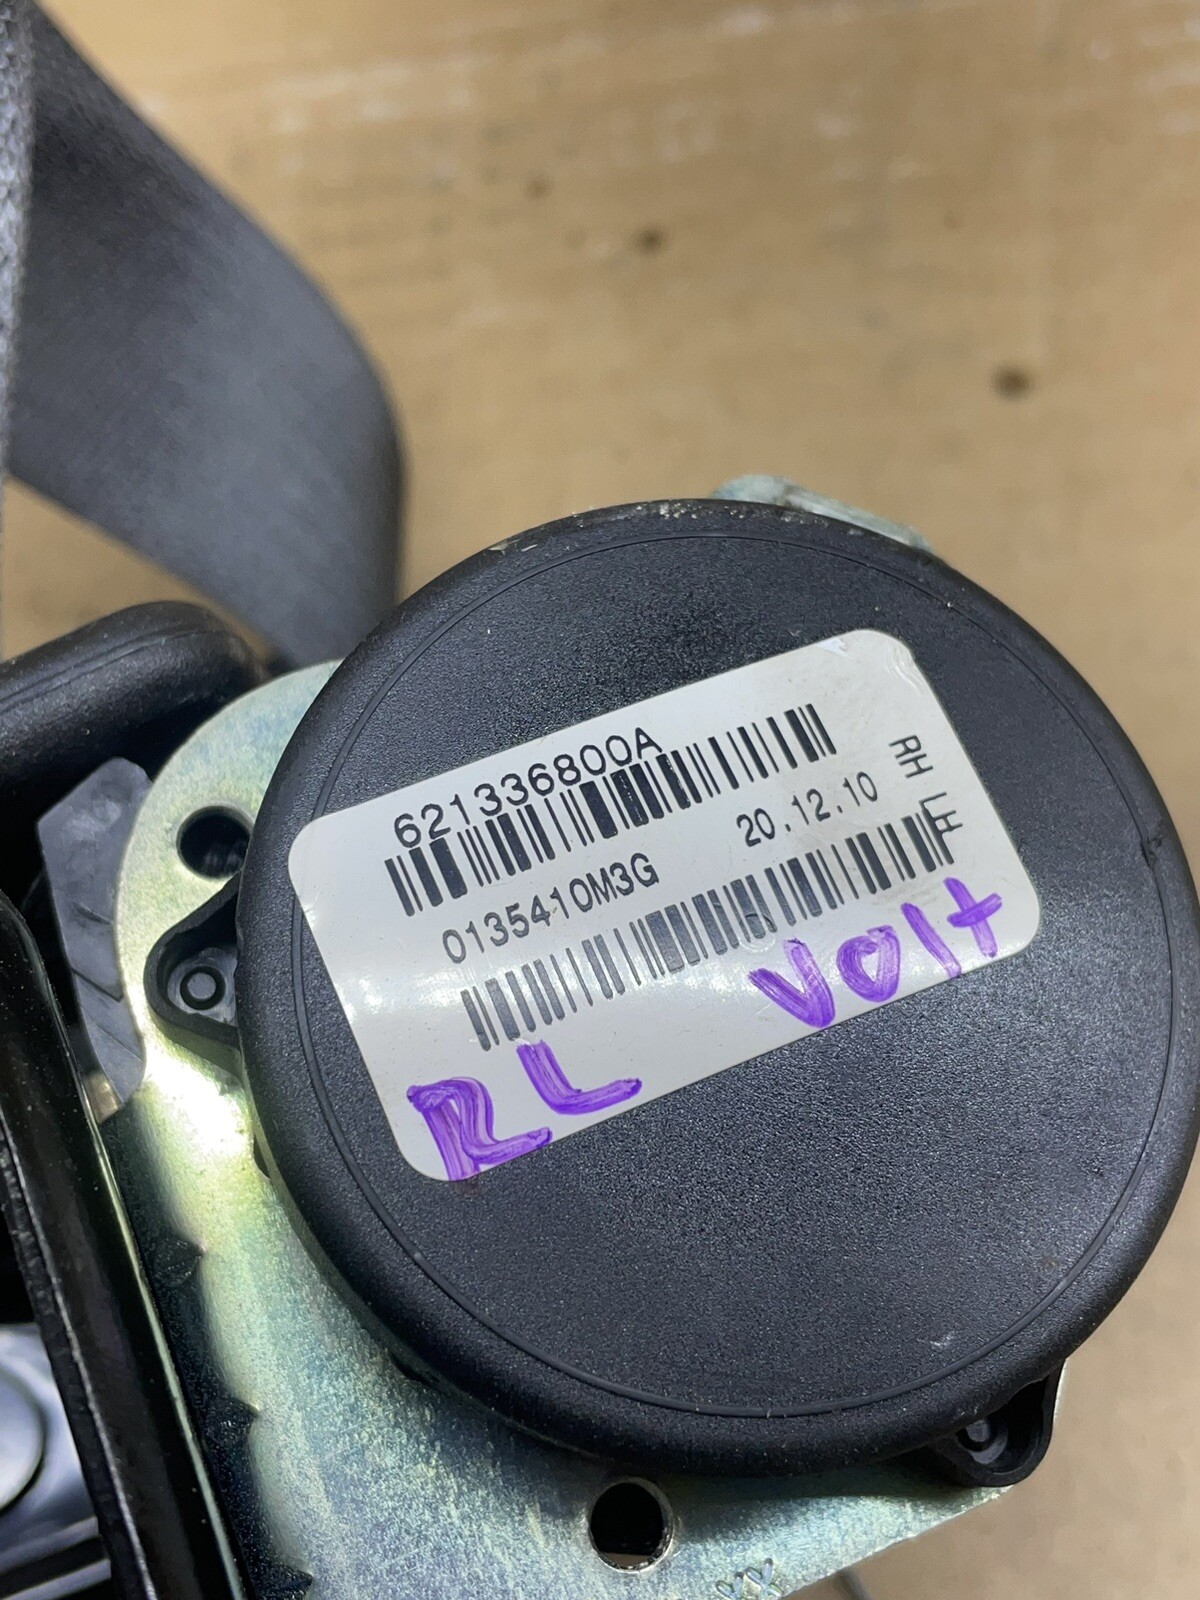 621336800A
0135410M3G 20.12.10
RH LH
RL Volt